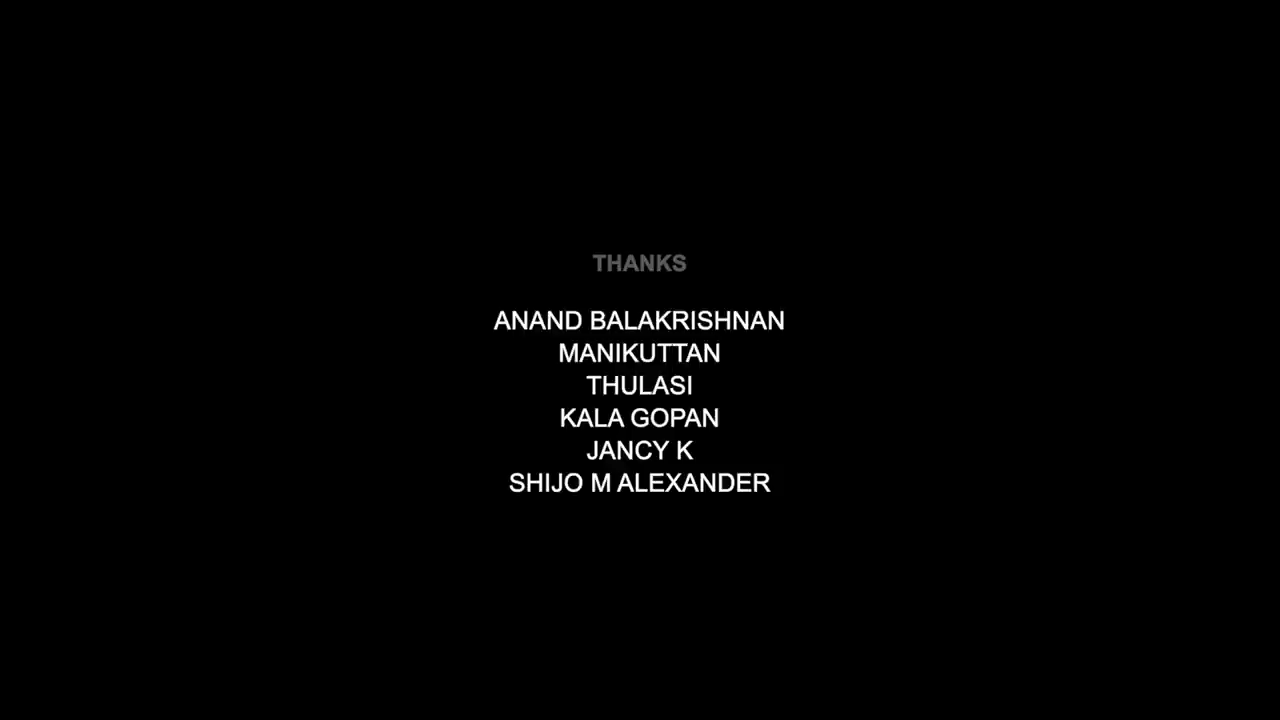 THANKS
ANAND BALAKRISHNAN
MANIKUTTAN
THULASI
KALA GOPAN
JANCY K
SHIJO M ALEXANDER